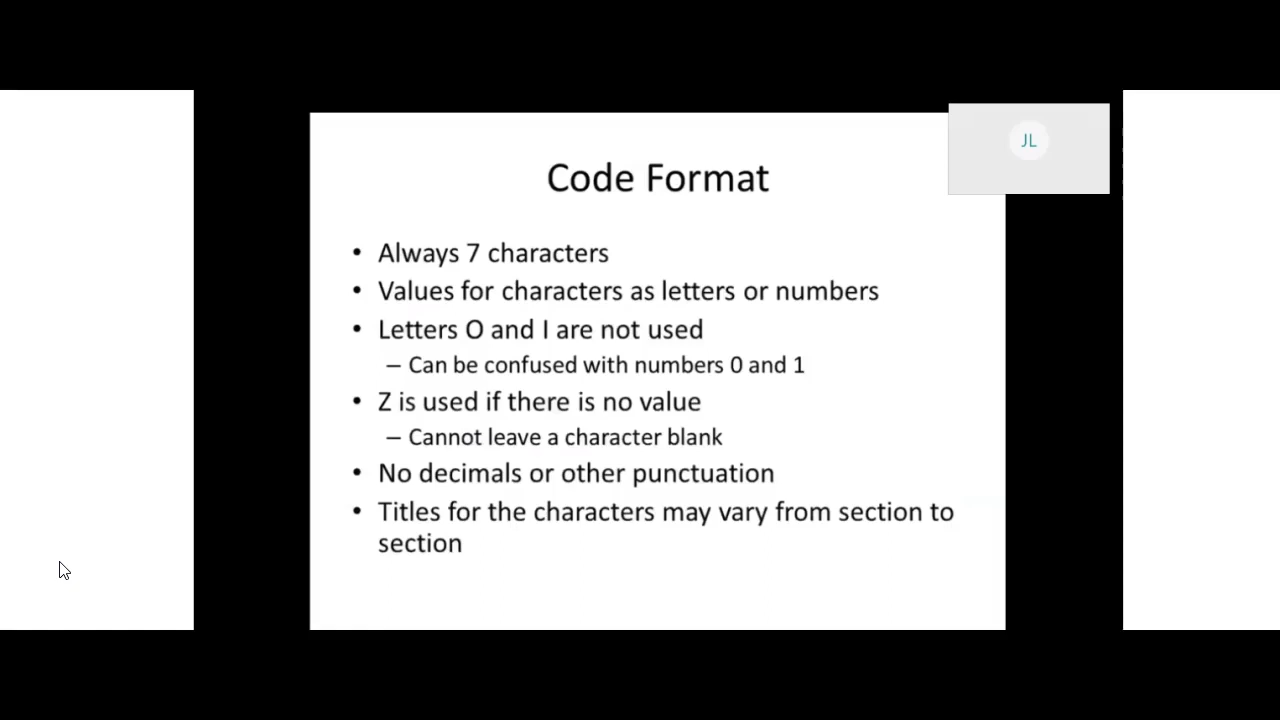 JL
Code Format
• Always 7 characters
• Values for characters as letters or numbers
• Letters O and I are not used
– Can be confused with numbers 0 and 1
• Z is used if there is no value
– Cannot leave a character blank
• No decimals or other punctuation
• Titles for the characters may vary from section to
section